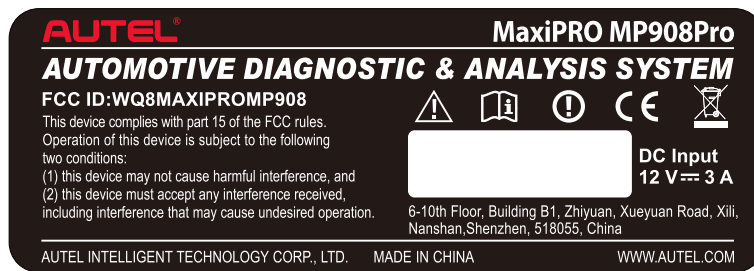 AUTEL®
MaxiPRO MP908Pro
AUTOMOTIVE DIAGNOSTIC & ANALYSIS SYSTEM
FCC ID:WQ8MAXIPROMP908
This device complies with part 15 of the FCC rules.
Operation of this device is subject to the following
two conditions:
(1) this device may not cause harmful interference, and
(2) this device must accept any interference received,
including interference that may cause undesired operation.
CE
DC Input
12 V⎓ 3 A
6-10th Floor, Building B1, Zhiyuan, Xueyuan Road, Xili,
Nanshan,Shenzhen, 518055, China
AUTEL INTELLIGENT TECHNOLOGY CORP., LTD. MADE IN CHINA WWW.AUTEL.COM